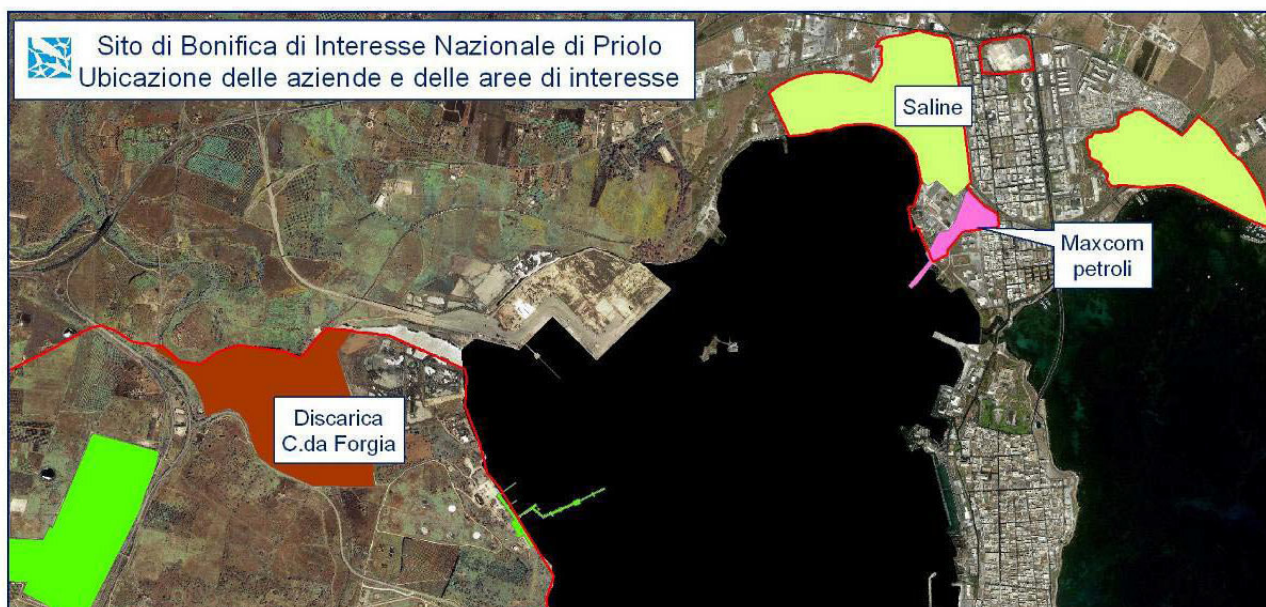 Sito di Bonifica di Interesse Nazionale di Priolo
Ubicazione delle aziende e delle aree di interesse
Saline
Maxcom
petroli
Discarica
C.da Forgia